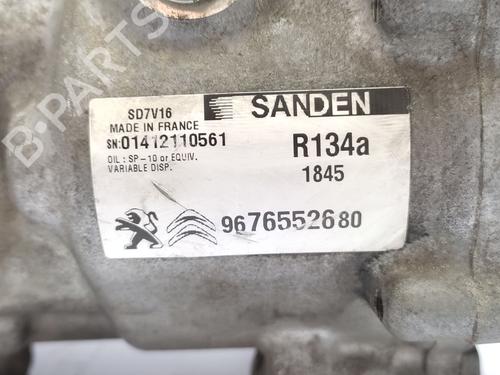 B-PARTS
SD7V16
MADE IN FRANCE
SN:01412110561
OIL : SP-10 or EQUIV.
VARIABLE DISP.
SANDEN
R134a
1845
9676552680